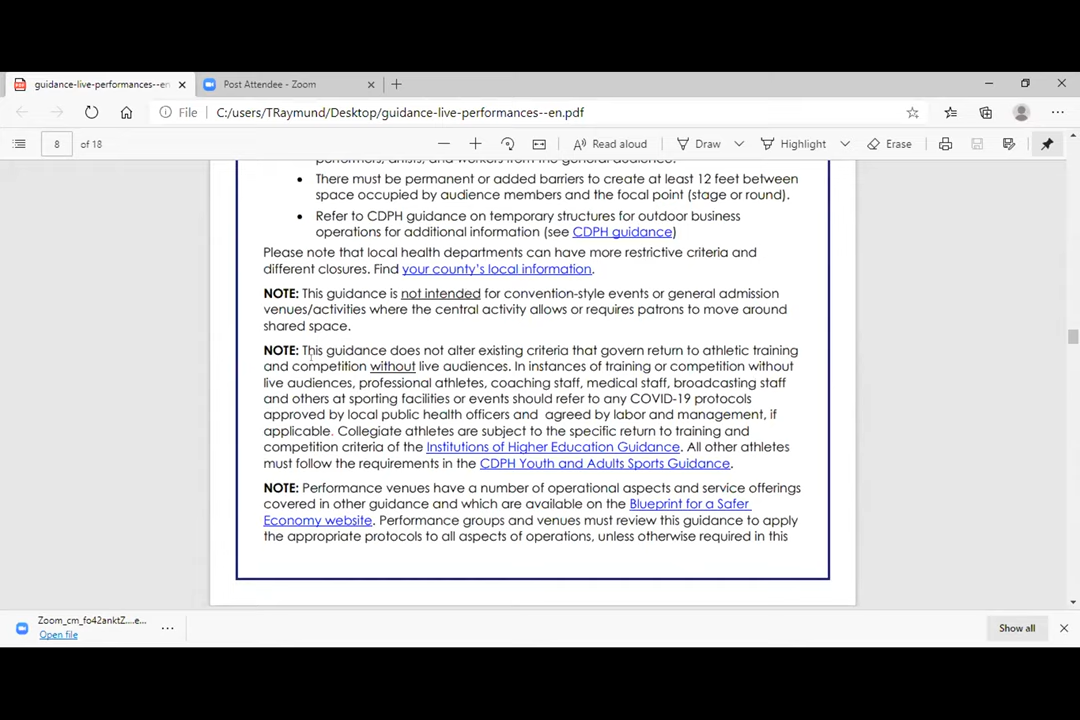 guidance-live-performances--en
Post Attendee - Zoom
File
C:/users/TRaymund/Desktop/guidance-live-performances--en.pdf
8 of 18
Read aloud
Draw
Highlight
Erase
performers, artists, and workers from the general audience.
• There must be permanent or added barriers to create at least 12 feet between
space occupied by audience members and the focal point (stage or round).
• Refer to CDPH guidance on temporary structures for outdoor business
operations for additional information (see CDPH guidance)
Please note that local health departments can have more restrictive criteria and
different closures. Find your county's local information.
NOTE: This guidance is not intended for convention-style events or general admission
venues/activities where the central activity allows or requires patrons to move around
shared space.
NOTE: This guidance does not alter existing criteria that govern return to athletic training
and competition without live audiences. In instances of training or competition without
live audiences, professional athletes, coaching staff, medical staff, broadcasting staff
and others at sporting facilities or events should refer to any COVID-19 protocols
approved by local public health officers and agreed by labor and management, if
applicable. Collegiate athletes are subject to the specific return to training and
competition criteria of the Institutions of Higher Education Guidance. All other athletes
must follow the requirements in the CDPH Youth and Adults Sports Guidance.
NOTE: Performance venues have a number of operational aspects and service offerings
covered in other guidance and which are available on the Blueprint for a Safer
Economy website. Performance groups and venues must review this guidance to apply
the appropriate protocols to all aspects of operations, unless otherwise required in this
Zoom_cm_fo42anktZ....e...
Open file
Show all